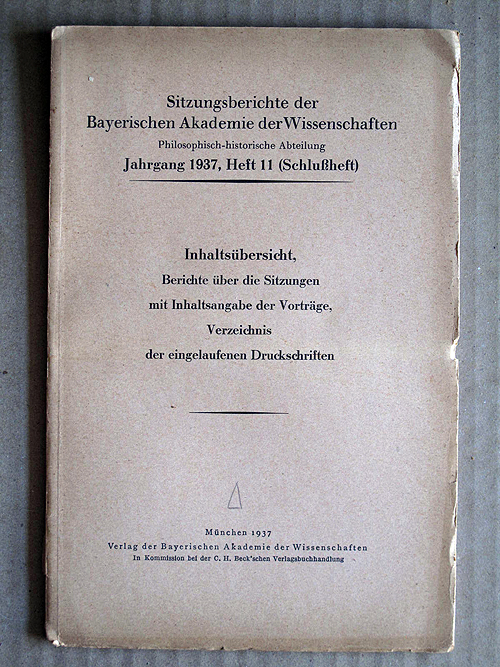 Sitzungsberichte der
Bayerischen Akademie der Wissenschaften
Philosophisch-historische Abteilung
Jahrgang 1937, Heft 11 (Schlußheft)
Inhaltsübersicht,
Berichte über die Sitzungen
mit Inhaltsangabe der Vorträge,
Verzeichnis
der eingelaufenen Druckschriften
München 1937
Verlag der Bayerischen Akademie der Wissenschaften
In Kommission bei der C. H. Beck'schen Verlagsbuchhandlung